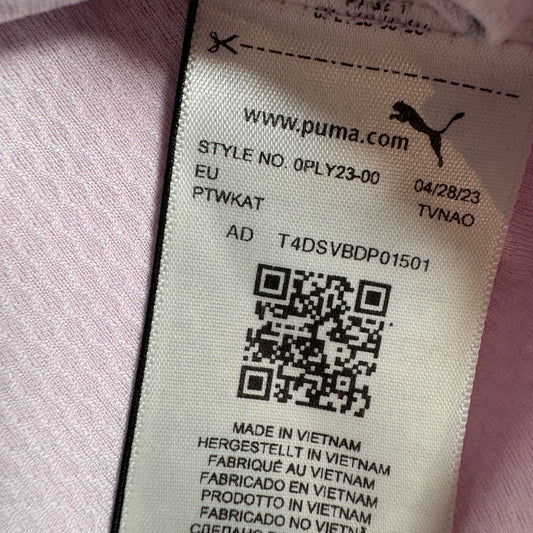 www.puma.com
STYLE NO. 0PLY23-00 04/28/23
EU TVNAO
PTWKAT
AD T4DSVBDP01501
MADE IN VIETNAM
HERGESTELLT IN VIETNAM
FABRIQUÉ AU VIETNAM
FABRICADO EN VIETNAM
PRODOTTO IN VIETNAM
FABRICADO NO VIETNÃ